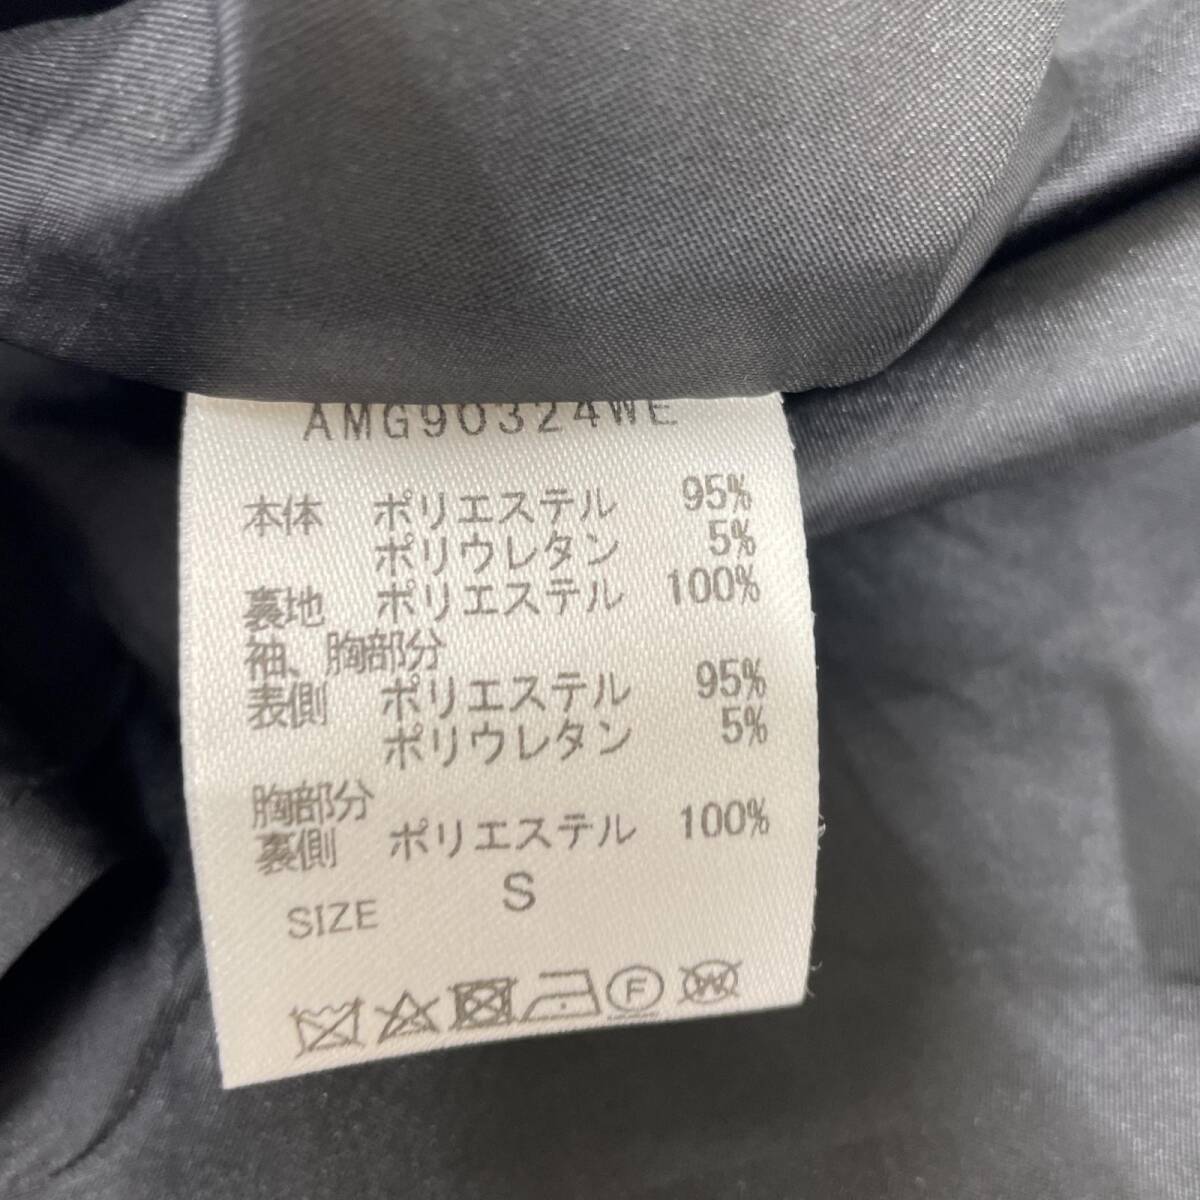 AMG90324WE
本体 ポリエステル 95%
ポリウレタン 5%
裏地 ポリエステル 100%
袖、胸部分
表側 ポリエステル 95%
ポリウレタン 5%
胸部分
裏側 ポリエステル 100%
SIZE S
F W